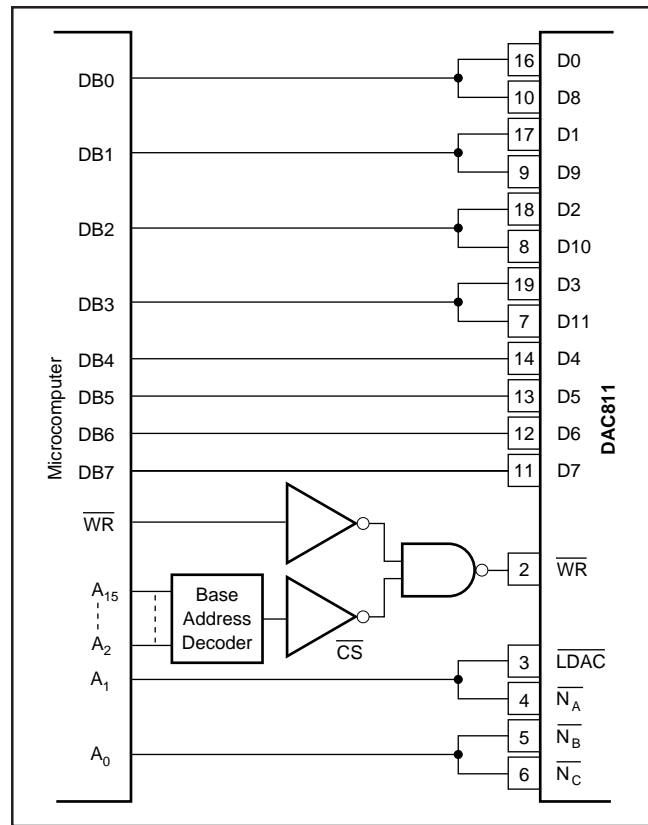 DB0
16
D0
10
D8
DB1
17
D1
9
D9
DB2
18
D2
8
D10
DB3
19
D3
7
D11
Microcomputer
DB4
14
D4
DAC811
DB5
13
D5
DB6
12
D6
DB7
11
D7
WR
2
WR
A15
Base
Address
Decoder
CS
A2
3
LDAC
A1
4
NA
5
NB
A0
6
NC